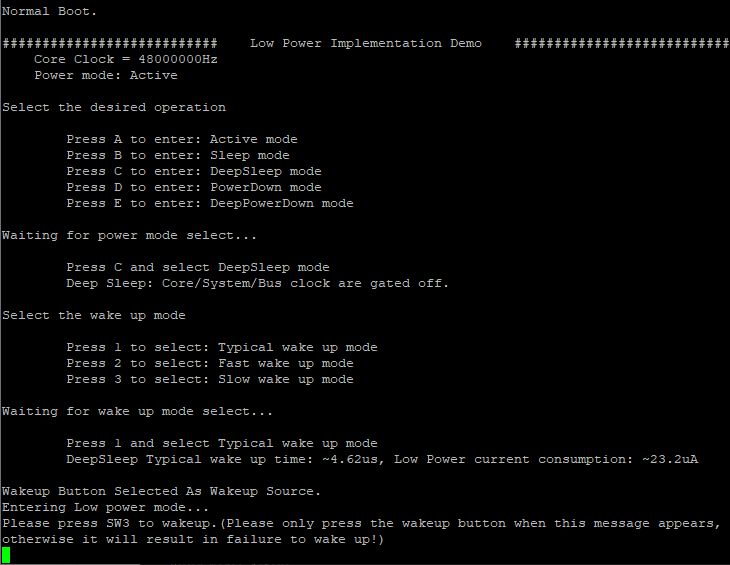 Normal Boot.
########################### Low Power Implementation Demo ###########################
Core Clock = 48000000Hz
Power mode: Active
Select the desired operation
Press A to enter: Active mode
Press B to enter: Sleep mode
Press C to enter: DeepSleep mode
Press D to enter: PowerDown mode
Press E to enter: DeepPowerDown mode
Waiting for power mode select...
Press C and select DeepSleep mode
Deep Sleep: Core/System/Bus clock are gated off.
Select the wake up mode
Press 1 to select: Typical wake up mode
Press 2 to select: Fast wake up mode
Press 3 to select: Slow wake up mode
Waiting for wake up mode select...
Press 1 and select Typical wake up mode
DeepSleep Typical wake up time: ~4.62us, Low Power current consumption: ~23.2uA
Wakeup Button Selected As Wakeup Source.
Entering Low power mode...
Please press SW3 to wakeup.(Please only press the wakeup button when this message appears,
otherwise it will result in failure to wake up!)